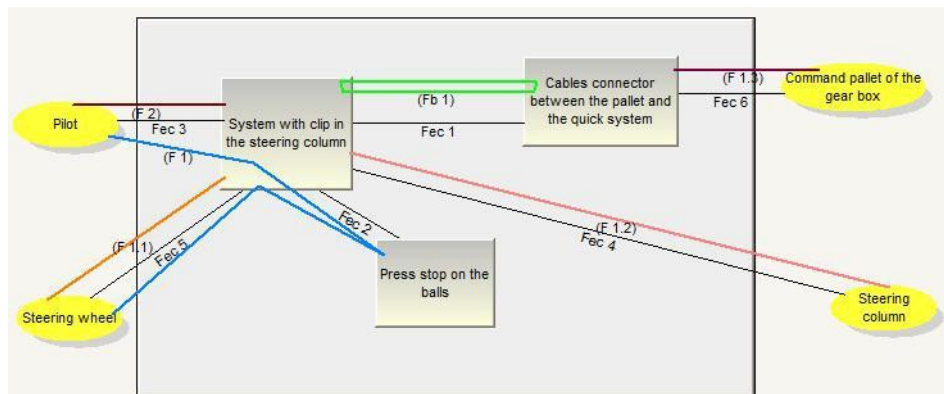 (F 1.3)
Command pallet of the
gear box
Fec 6
Cables connector
between the pallet and
the quick system
(Fb 1)
Fec 1
(F 2)
Pilot
Fec 3
System with clip in
the steering column
(F 1)
Fec 2
(F 1.1)
Fec 5
(F 1.2)
Fec 4
Press stop on the
balls
Steering wheel
Steering
column